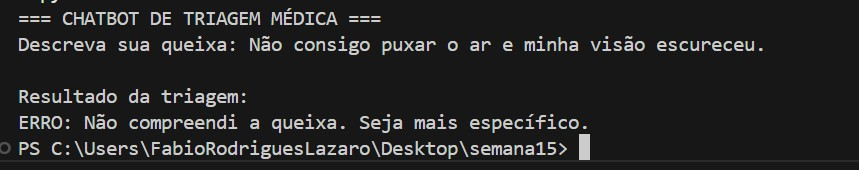 === CHATBOT DE TRIAGEM MÉDICA ===
Descreva sua queixa: Não consigo puxar o ar e minha visão escureceu.
Resultado da triagem:
ERRO: Não compreendi a queixa. Seja mais específico.
PS C:\Users\FabioRodriguesLazaro\Desktop\semana15>